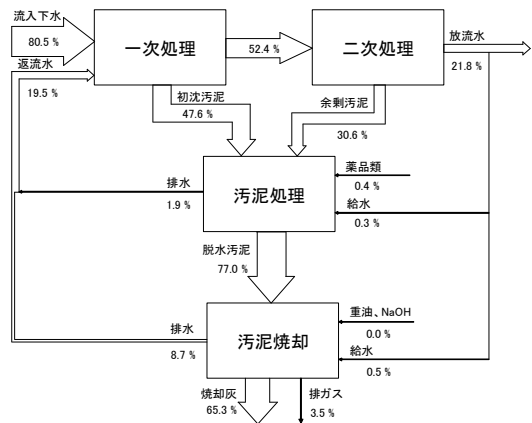 流入下水
80.5 %
返流水
19.5 %
一次処理
52.4 %
二次処理
放流水
21.8 %
初沈汚泥
47.6 %
余剰汚泥
30.6 %
汚泥処理
薬品類
0.4 %
給水
0.3 %
排水
1.9 %
脱水汚泥
77.0 %
汚泥焼却
重油、NaOH
0.0 %
給水
0.5 %
排水
8.7 %
焼却灰
65.3 %
排ガス
3.5 %